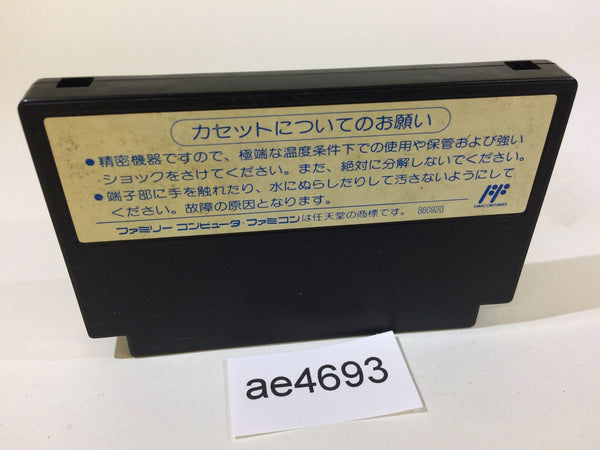 カセットについてのお願い
●精密機器ですので、極端な温度条件下での使用や保管および強い
ショックをさけてください。また、絶対に分解しないでください。
●端子部に手を触れたり、水にぬらしたりして汚さないようにして
ください。故障の原因となります。
ファミリーコンピュータ・ファミコンは任天堂の商標です。 880920
ae4693